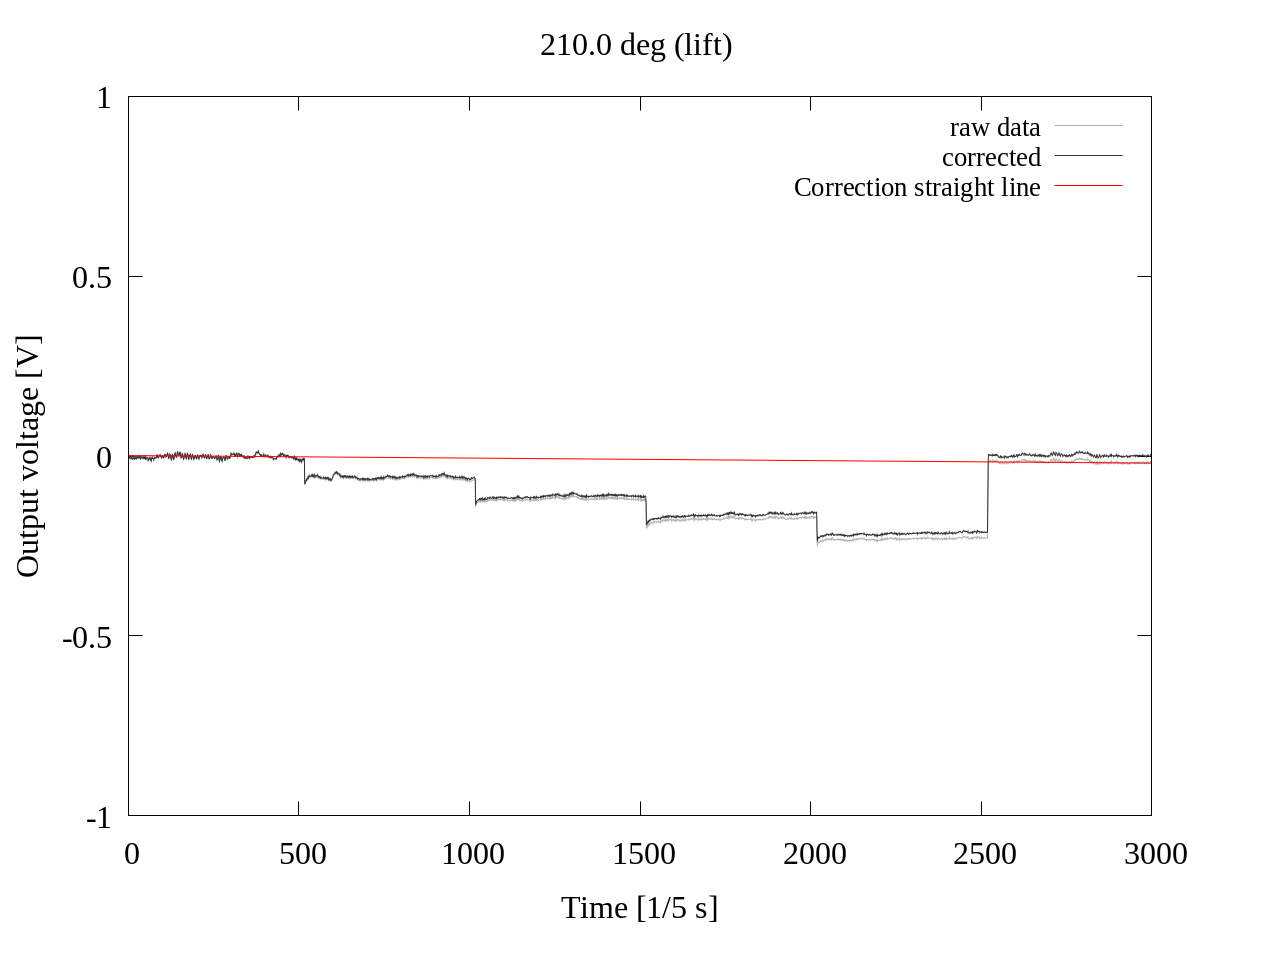 210.0 deg (lift)
1
raw data
corrected
Correction straight line
0.5
Output voltage [V]
0
-0.5
-1
0 500 1000 1500 2000 2500 3000
Time [1/5 s]